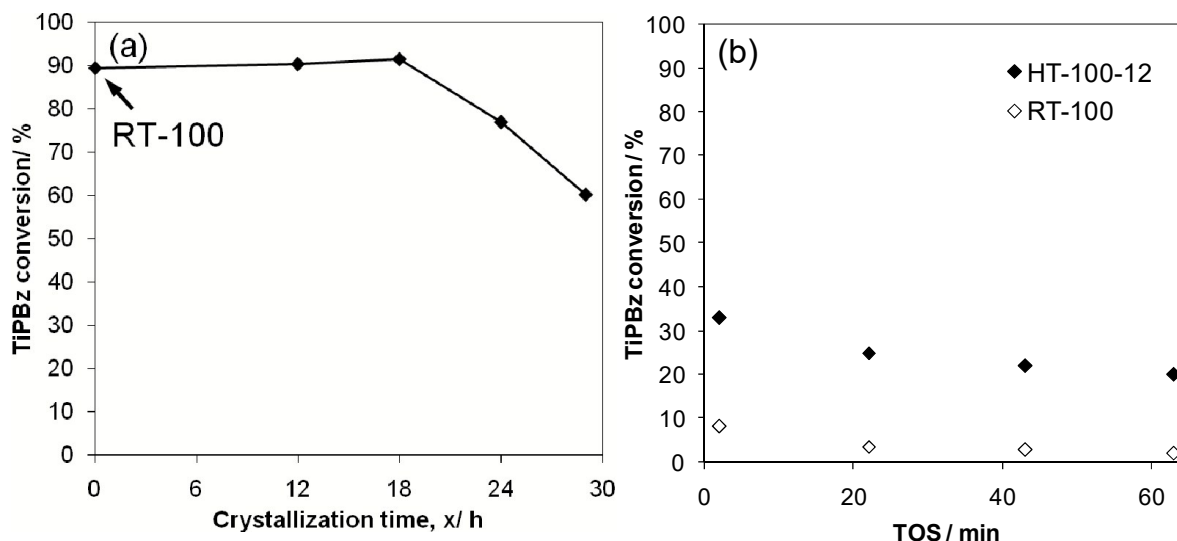 (a)
100
90
80
70
60
50
40
30
20
10
0
TiPBz conversion/ %
RT-100
0 6 12 18 24 30
Crystallization time, x/ h
(b)
100
90
80
70
60
50
40
30
20
10
0
TiPBz conversion / %
HT-100-12
RT-100
0 20 40 60
TOS / min